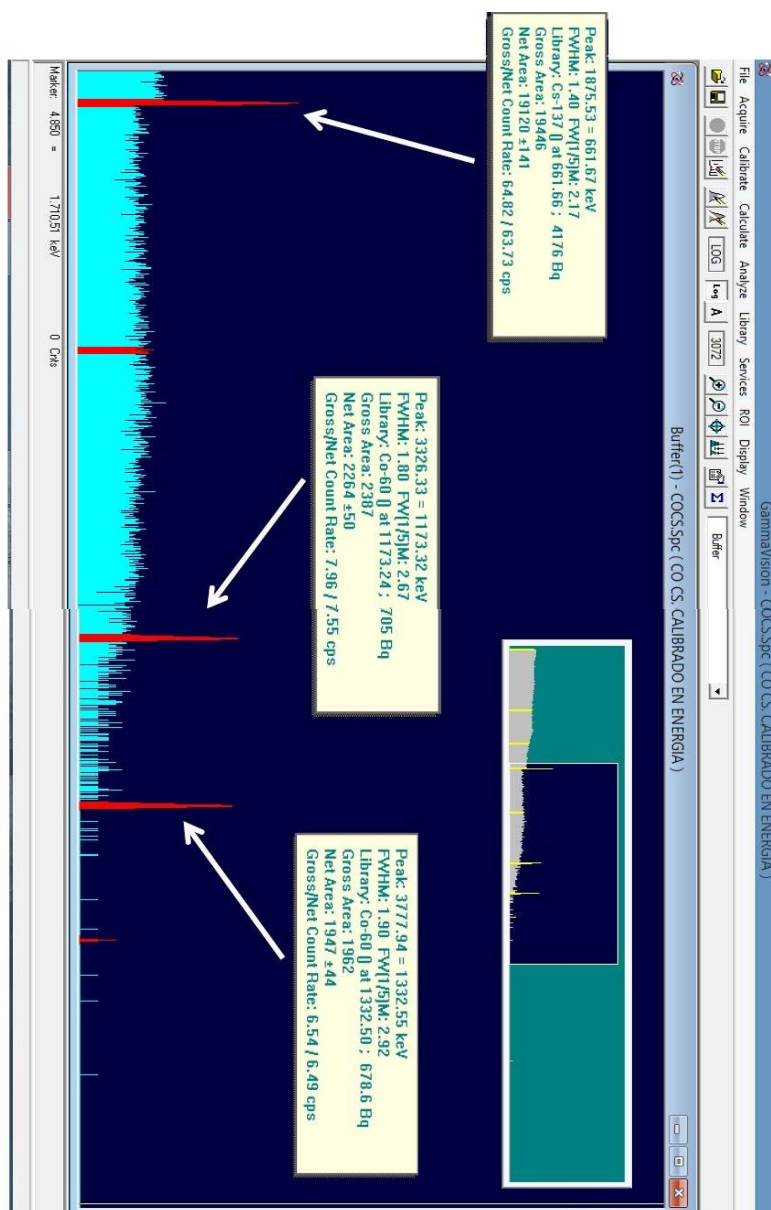 GammaVision - COCS.Spc ( CO CS. CALIBRADO EN ENERGIA )
File Acquire Calibrate Calculate Analyze Library Services ROI Display Window
LOG Log A 3072 Σ Buffer
Buffer(1) - COCS.Spc ( CO CS. CALIBRADO EN ENERGIA )
Peak: 1875.53 = 661.67 keV
FWHM: 1.40 FW(1/5)M: 2.17
Library: Cs-137 () at 661.66 ; 4176 Bq
Gross Area: 19446
Net Area: 19120 ±141
Gross/Net Count Rate: 64.82 / 63.73 cps
Peak: 3326.33 = 1173.32 keV
FWHM: 1.80 FW(1/5)M: 2.67
Library: Co-60 () at 1173.24 ; 705 Bq
Gross Area: 2387
Net Area: 2264 ±50
Gross/Net Count Rate: 7.96 / 7.55 cps
Peak: 3777.94 = 1332.55 keV
FWHM: 1.90 FW(1/5)M: 2.92
Library: Co-60 () at 1332.50 ; 678.6 Bq
Gross Area: 1962
Net Area: 1947 ±44
Gross/Net Count Rate: 6.54 / 6.49 cps
Marker: 4,850 = 1,710.51 keV 0 Cnts